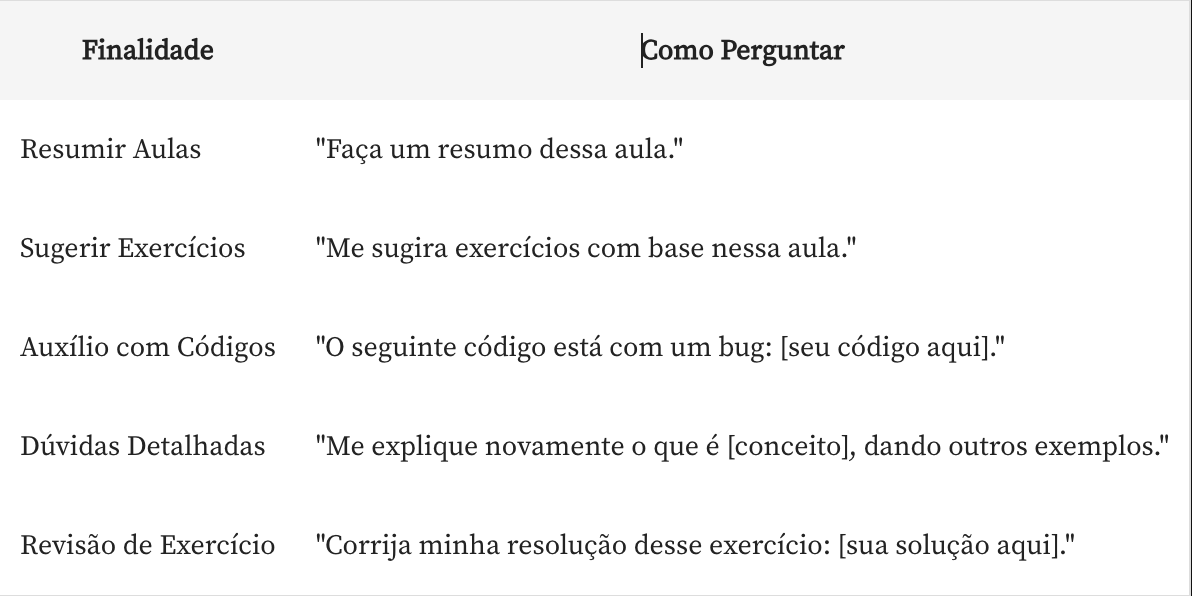 Finalidade Como Perguntar
Resumir Aulas "Faça um resumo dessa aula."
Sugerir Exercícios "Me sugira exercícios com base nessa aula."
Auxílio com Códigos "O seguinte código está com um bug: [seu código aqui]."
Dúvidas Detalhadas "Me explique novamente o que é [conceito], dando outros exemplos."
Revisão de Exercício "Corrija minha resolução desse exercício: [sua solução aqui]."